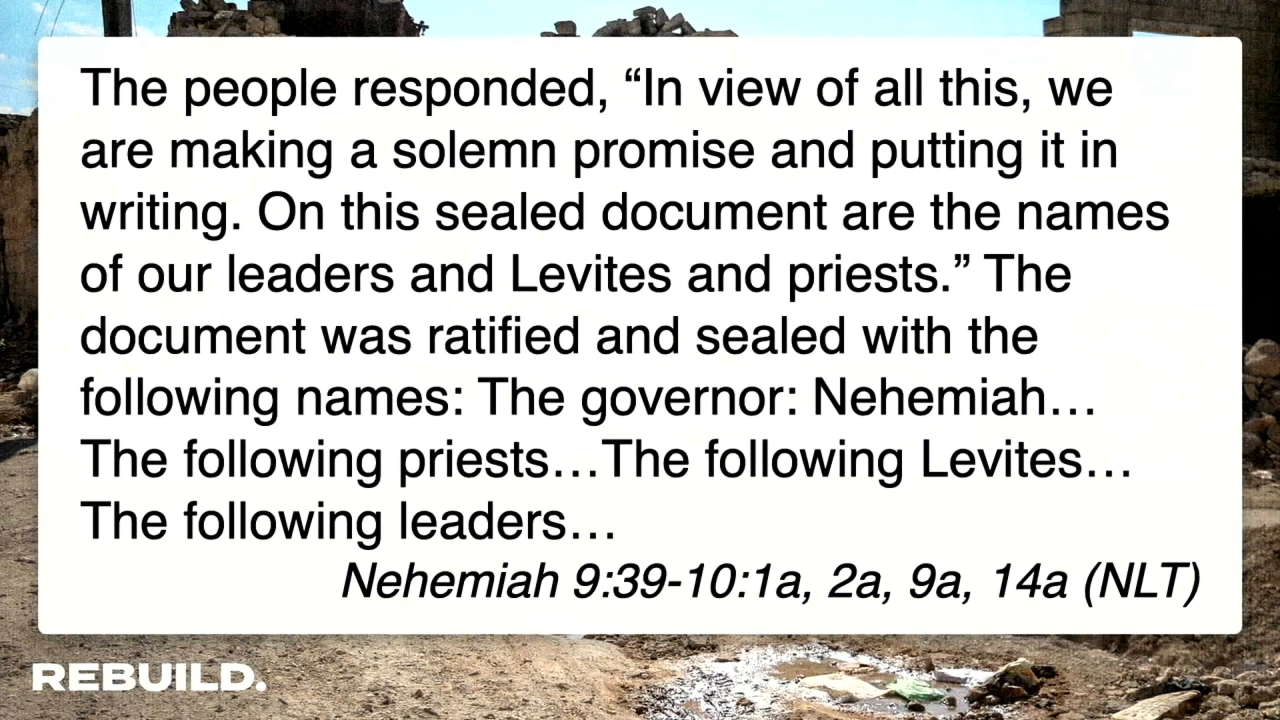 The people responded, “In view of all this, we
are making a solemn promise and putting it in
writing. On this sealed document are the names
of our leaders and Levites and priests.” The
document was ratified and sealed with the
following names: The governor: Nehemiah…
The following priests…The following Levites…
The following leaders…
Nehemiah 9:39-10:1a, 2a, 9a, 14a (NLT)
REBUILD.